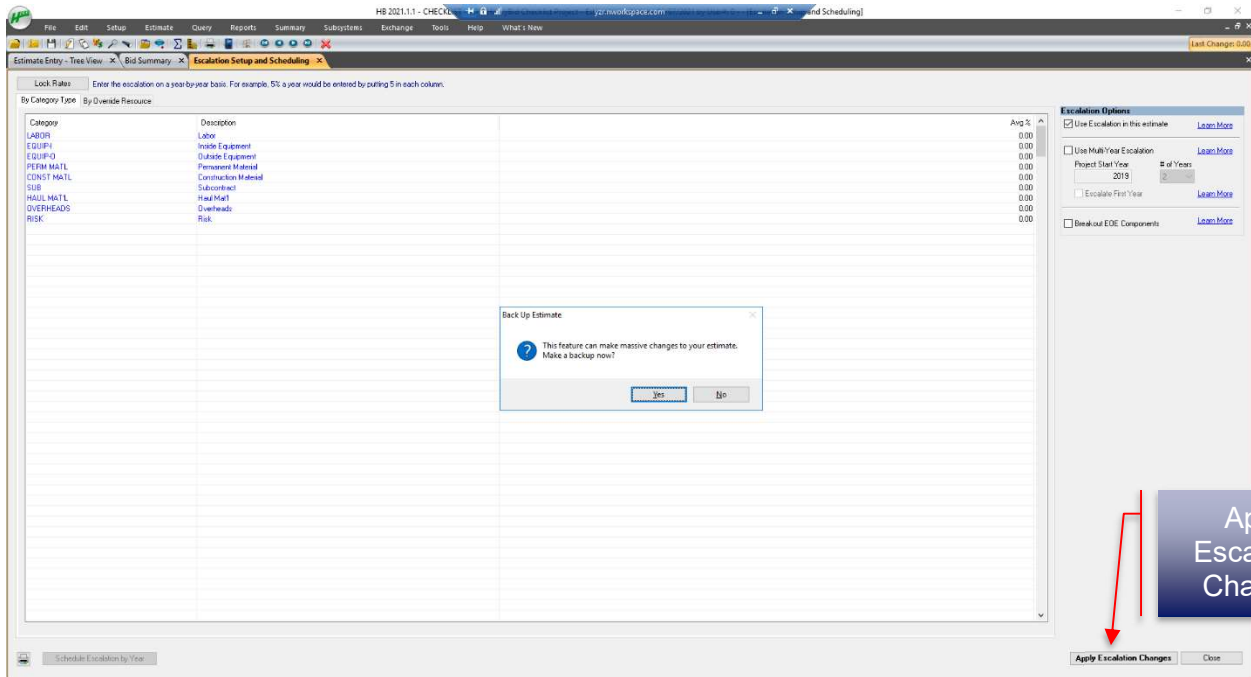 HB 2021.1.1 - CHECKL yzr.nworkspace.com and Scheduling]
File Edit Setup Estimate Query Reports Summary Subsystems Exchange Tools Help What's New
Last Change: 0.00
Estimate Entry - Tree View Bid Summary Escalation Setup and Scheduling
Lock Rates Enter the escalation on a year-by-year basis. For example, 5% a year would be entered by putting 5 in each column.
By Category Type By Override Resource
Category Description Avg %
LABOR Labor 0.00
EQUIP-I Inside Equipment 0.00
EQUIP-O Outside Equipment 0.00
PERM MATL Permanent Material 0.00
CONST MATL Construction Material 0.00
SUB Subcontract 0.00
HAUL MAT'L Haul Mat'l 0.00
OVERHEADS Overheads 0.00
RISK Risk 0.00
Escalation Options
Use Escalation in this estimate Learn More
Use Multi-Year Escalation Learn More
Project Start Year # of Years
2019 2
Escalate First Year Learn More
Breakout EOE Components Learn More
Back Up Estimate
This feature can make massive changes to your estimate.
Make a backup now?
Yes No
Ap
Esca
Cha
Schedule Escalation by Year Apply Escalation Changes Close